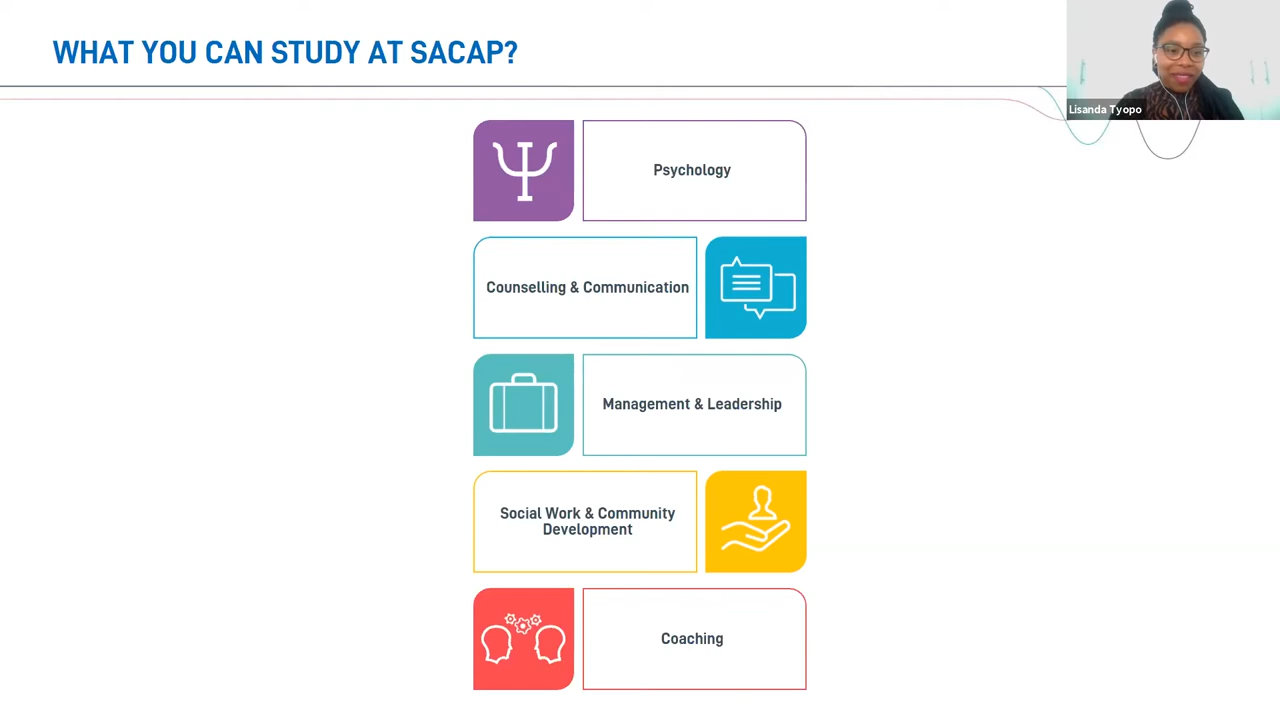 WHAT YOU CAN STUDY AT SACAP?
Lisanda Tyopo
Psychology
Counselling & Communication
Management & Leadership
Social Work & Community
Development
Coaching